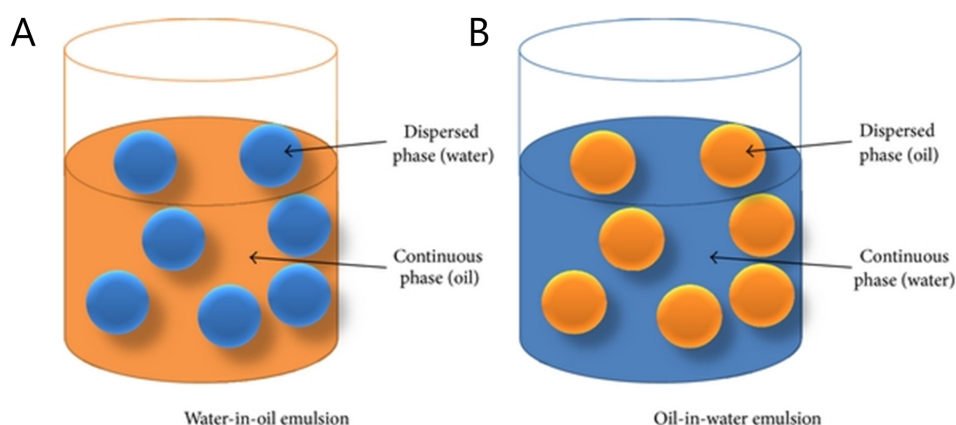 A
Dispersed
phase (water)
Continuous
phase (oil)
Water-in-oil emulsion
B
Dispersed
phase (oil)
Continuous
phase (water)
Oil-in-water emulsion